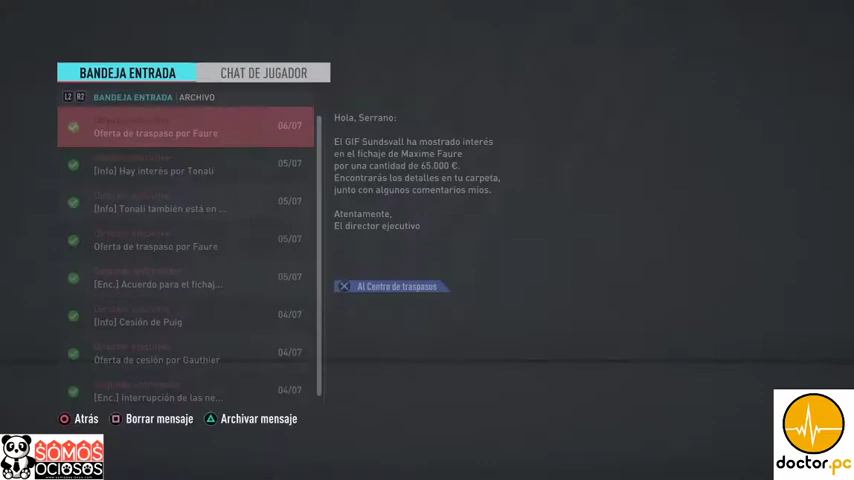 BANDEJA ENTRADA
CHAT DE JUGADOR
L2 R2 BANDEJA ENTRADA | ARCHIVO
Oferta de traspaso por Faure
06/07
[Info] Hay interés por Tonali
05/07
[Info] Tonali también está en ...
05/07
Oferta de traspaso por Faure
05/07
[Enc.] Acuerdo para el fichaj...
05/07
[Info] Cesión de Puig
04/07
Oferta de cesión por Gauthier
04/07
[Enc.] Interrupción de las ne...
04/07
Hola, Serrano:
El GIF Sundsvall ha mostrado interés
en el fichaje de Maxime Faure
por una cantidad de 65.000 €.
Encontrarás los detalles en tu carpeta,
junto con algunos comentarios míos.
Atentamente,
El director ejecutivo
Al Centro de traspasos
Atrás
Borrar mensaje
Archivar mensaje
SOMOS
OCIOSOS
doctor.pc